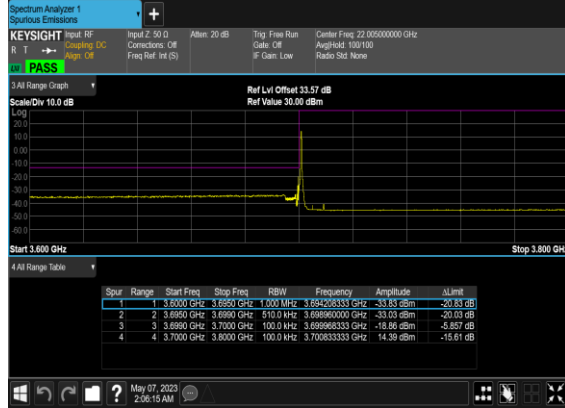 Spectrum Analyzer 1
Spurious Emissions
+
KEYSIGHT Input: RF Input Z: 50 Ω Atten: 20 dB Trig: Free Run Center Freq: 22.005000000 GHz
R T Coupling: DC Corrections: Off Gate: Off Avg|Hold: 100/100
Align: Off Freq Ref: Int (S) IF Gain: Low Radio Std: None
PASS
3 All Range Graph
Ref Lvl Offset 33.57 dB
Scale/Div 10.0 dB Ref Value 30.00 dBm
Log
20.0
10.0
0.00
-10.0
-20.0
-30.0
-40.0
-50.0
-60.0
Start 3.600 GHz Stop 3.800 GH
4 All Range Table
Spur Range Start Freq Stop Freq RBW Frequency Amplitude ΔLimit
1 1 3.6000 GHz 3.6950 GHz 1.000 MHz 3.694208333 GHz -33.83 dBm -20.83 dB
2 2 3.6950 GHz 3.6990 GHz 510.0 kHz 3.698960000 GHz -33.03 dBm -20.03 dB
3 3 3.6990 GHz 3.7000 GHz 100.0 kHz 3.699968333 GHz -18.86 dBm -5.857 dB
4 4 3.7000 GHz 3.8000 GHz 100.0 kHz 3.700833333 GHz 14.39 dBm -15.61 dB
? May 07, 2023
2:06:15 AM